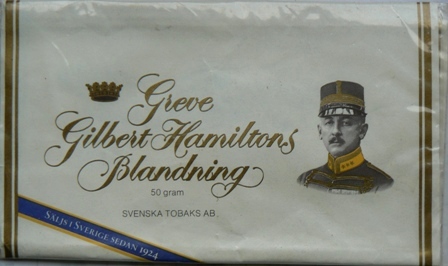 Greve
Gilbert Hamiltons
Blandning
50 gram
SVENSKA TOBAKS AB
SÄLJS I SVERIGE SEDAN 1924